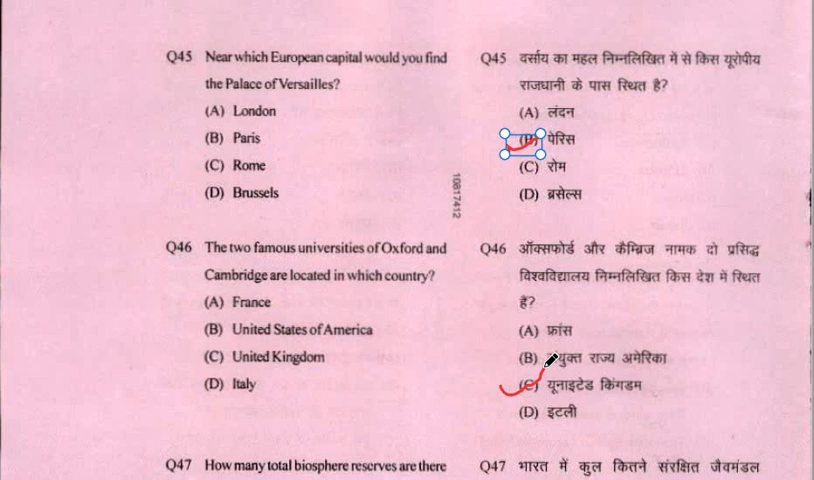 Q45 Near which European capital would you find
the Palace of Versailles?
(A) London
(B) Paris
(C) Rome
(D) Brussels
Q46 The two famous universities of Oxford and
Cambridge are located in which country?
(A) France
(B) United States of America
(C) United Kingdom
(D) Italy
Q47 How many total biosphere reserves are there
10817412
Q45 वर्साय का महल निम्नलिखित में से किस यूरोपीय
राजधानी के पास स्थित है?
(A) लंदन
(B) पेरिस
(C) रोम
(D) ब्रसेल्स
Q46 ऑक्सफोर्ड और कैम्ब्रिज नामक दो प्रसिद्ध
विश्वविद्यालय निम्नलिखित किस देश में स्थित
हैं?
(A) फ्रांस
(B) राज्य अमेरिका
(C) यूनाइटेड किंगडम
(D) इटली
Q47 भारत में कुल कितने संरक्षित जैवमंडल